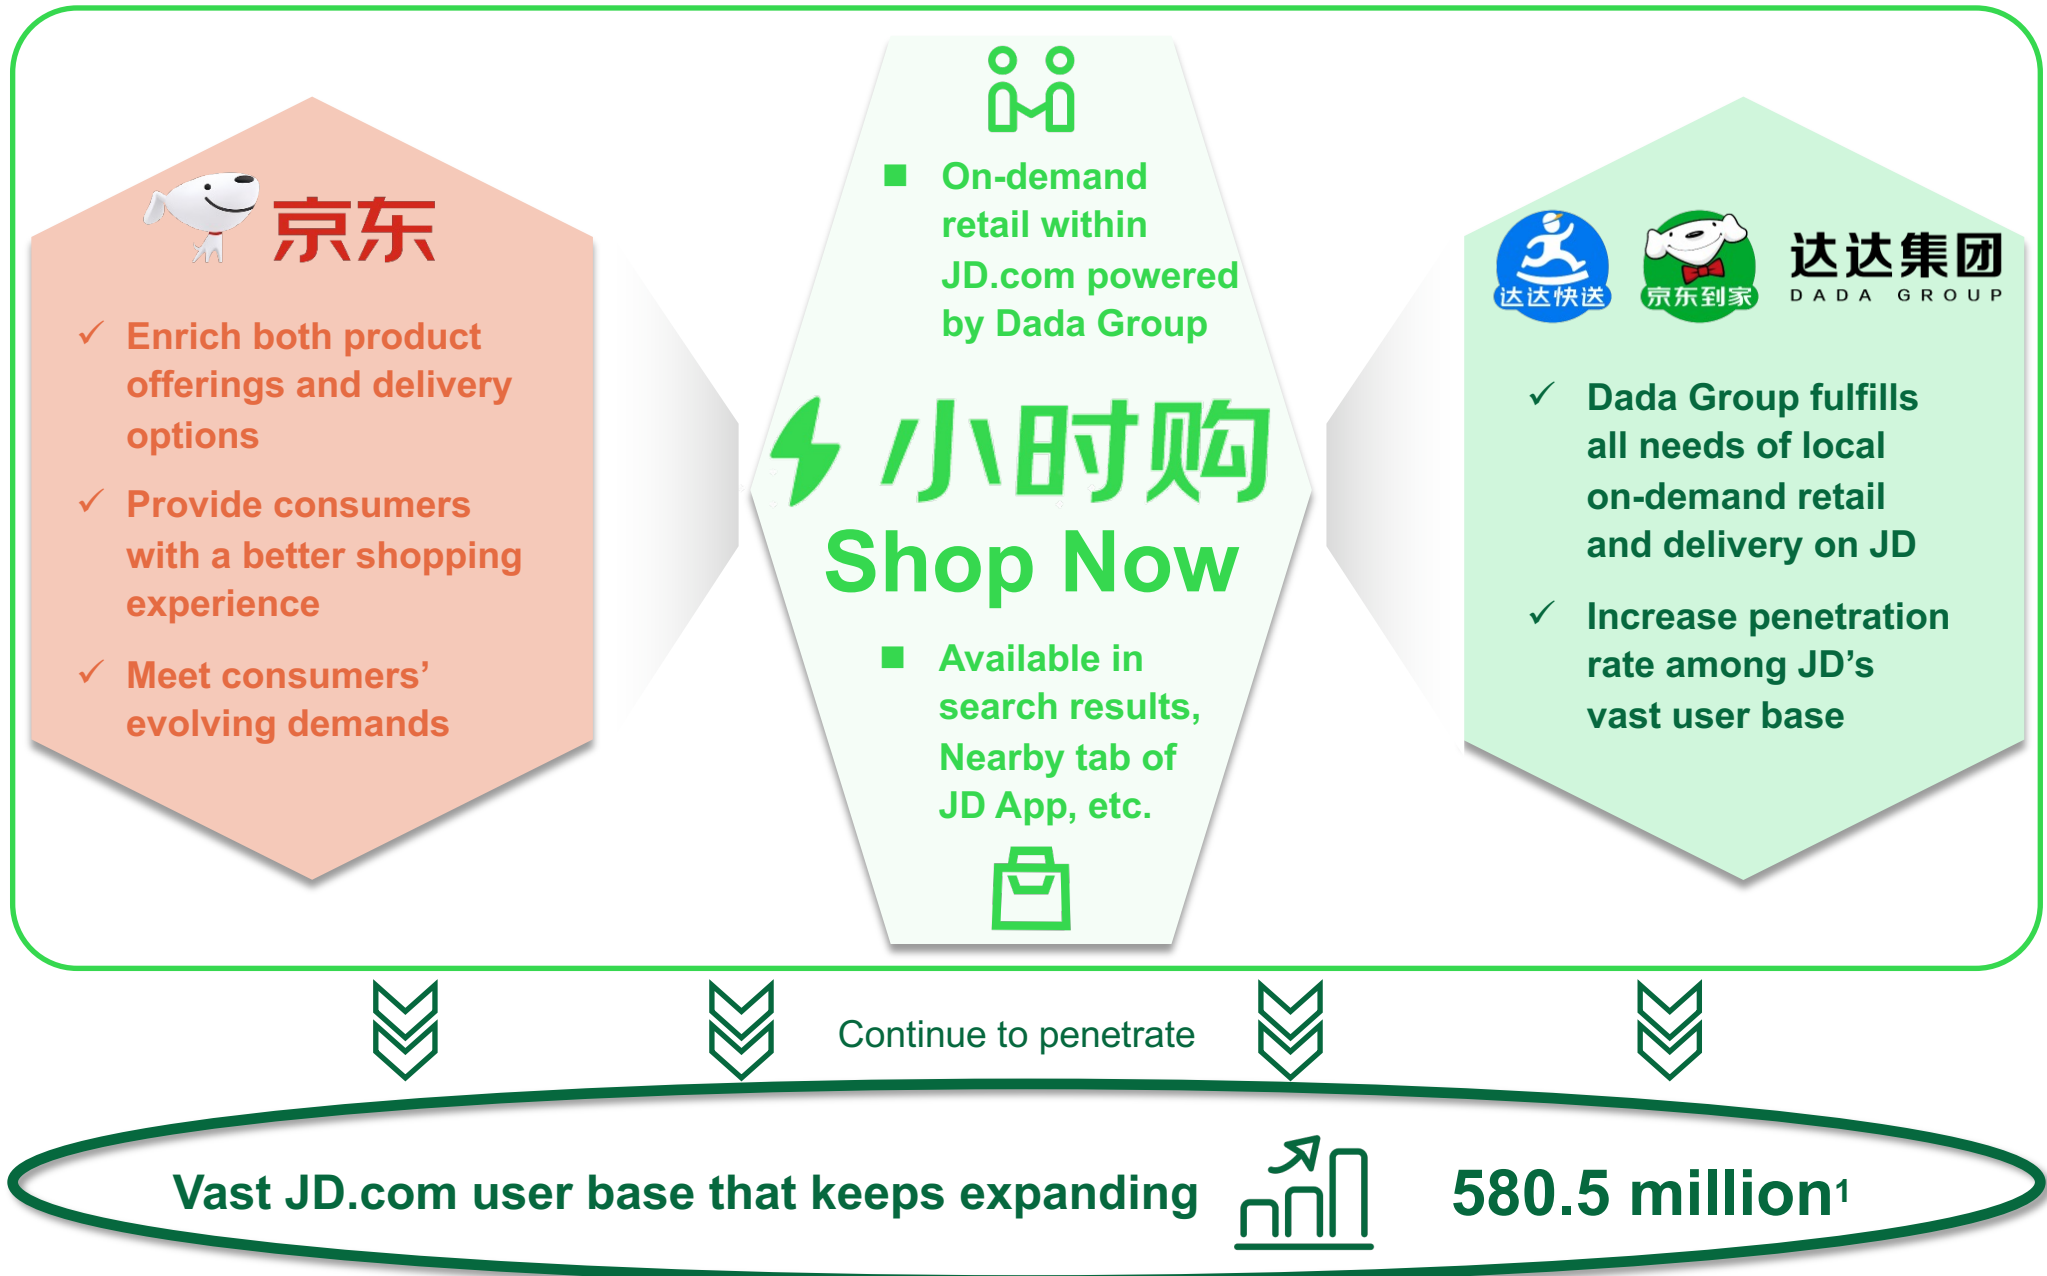 京东
Enrich both product
offerings and delivery
options
Provide consumers
with a better shopping
experience
Meet consumers’
evolving demands
On-demand
retail within
JD.com powered
by Dada Group
小时购
Shop Now
Available in
search results,
Nearby tab of
JD App, etc.
达达快送
京东到家
达达集团
DADA GROUP
Dada Group fulfills
all needs of local
on-demand retail
and delivery on JD
Increase penetration
rate among JD’s
vast user base
Continue to penetrate
Vast JD.com user base that keeps expanding
580.5 million1